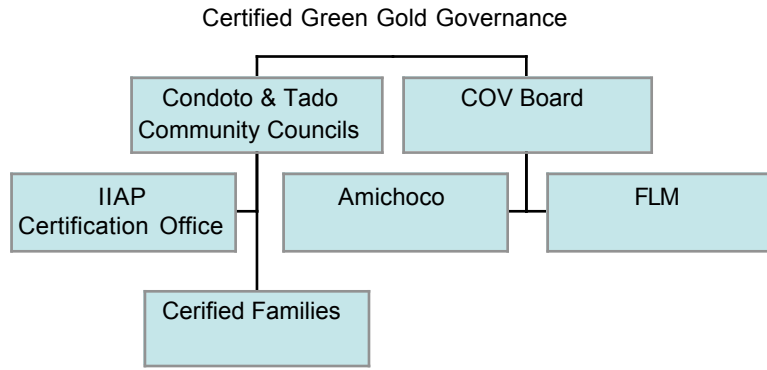 Certified Green Gold Governance
Condoto & Tado
Community Councils
COV Board
IIAP
Certification Office
Amichoco
FLM
Cerified Families